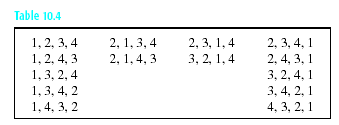 Table 10.4
1, 2, 3, 4 2, 1, 3, 4 2, 3, 1, 4 2, 3, 4, 1
1, 2, 4, 3 2, 1, 4, 3 3, 2, 1, 4 2, 4, 3, 1
1, 3, 2, 4 3, 2, 4, 1
1, 3, 4, 2 3, 4, 2, 1
1, 4, 3, 2 4, 3, 2, 1